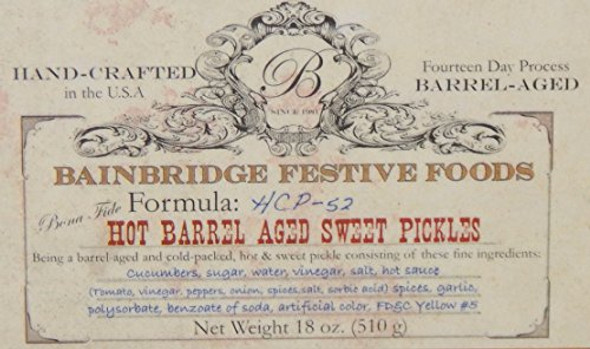 HAND-CRAFTED
in the U.S.A
B
Fourteen Day Process
BARREL-AGED
BAINBRIDGE FESTIVE FOODS
Bona Fide Formula: HCP-52
HOT BARREL AGED SWEET PICKLES
Being a barrel aged and cold-packed, hot & sweet pickle consisting of these fine ingredients:
Cucumbers, sugar, water, vinegar, salt, hot sauce
(Tomato, vinegar, peppers, onion, spices, salt, sorbic acid) spices, garlic,
polysorbate, benzoate of soda, artificial color, FD&C Yellow #5
Net Weight 18 oz. (510 g)